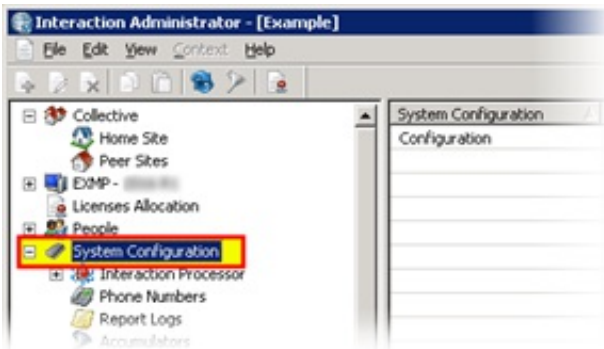 Interaction Administrator - [Example]
File Edit View Context Help
Collective
Home Site
Peer Sites
EXMP -
Licenses Allocation
People
System Configuration
Interaction Processor
Phone Numbers
Report Logs
Accumulators
System Configuration
Configuration